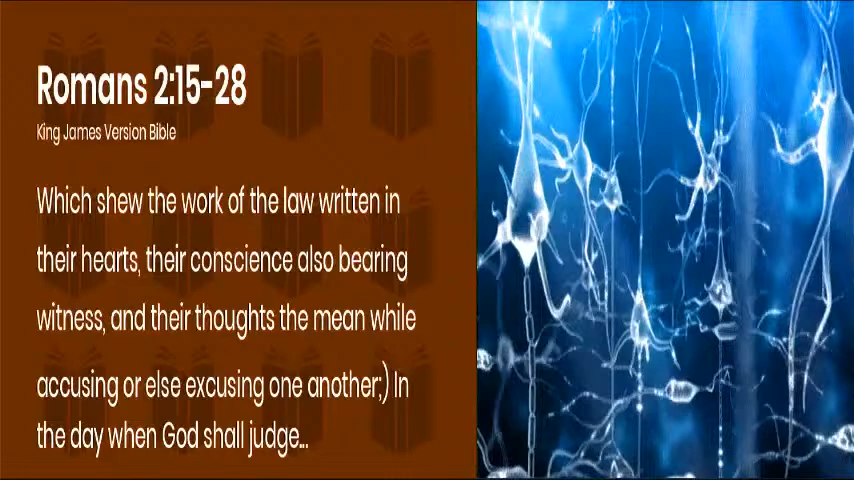 Romans 2:15-28
King James Version Bible
Which shew the work of the law written in
their hearts, their conscience also bearing
witness, and their thoughts the mean while
accusing or else excusing one another;) In
the day when God shall judge...